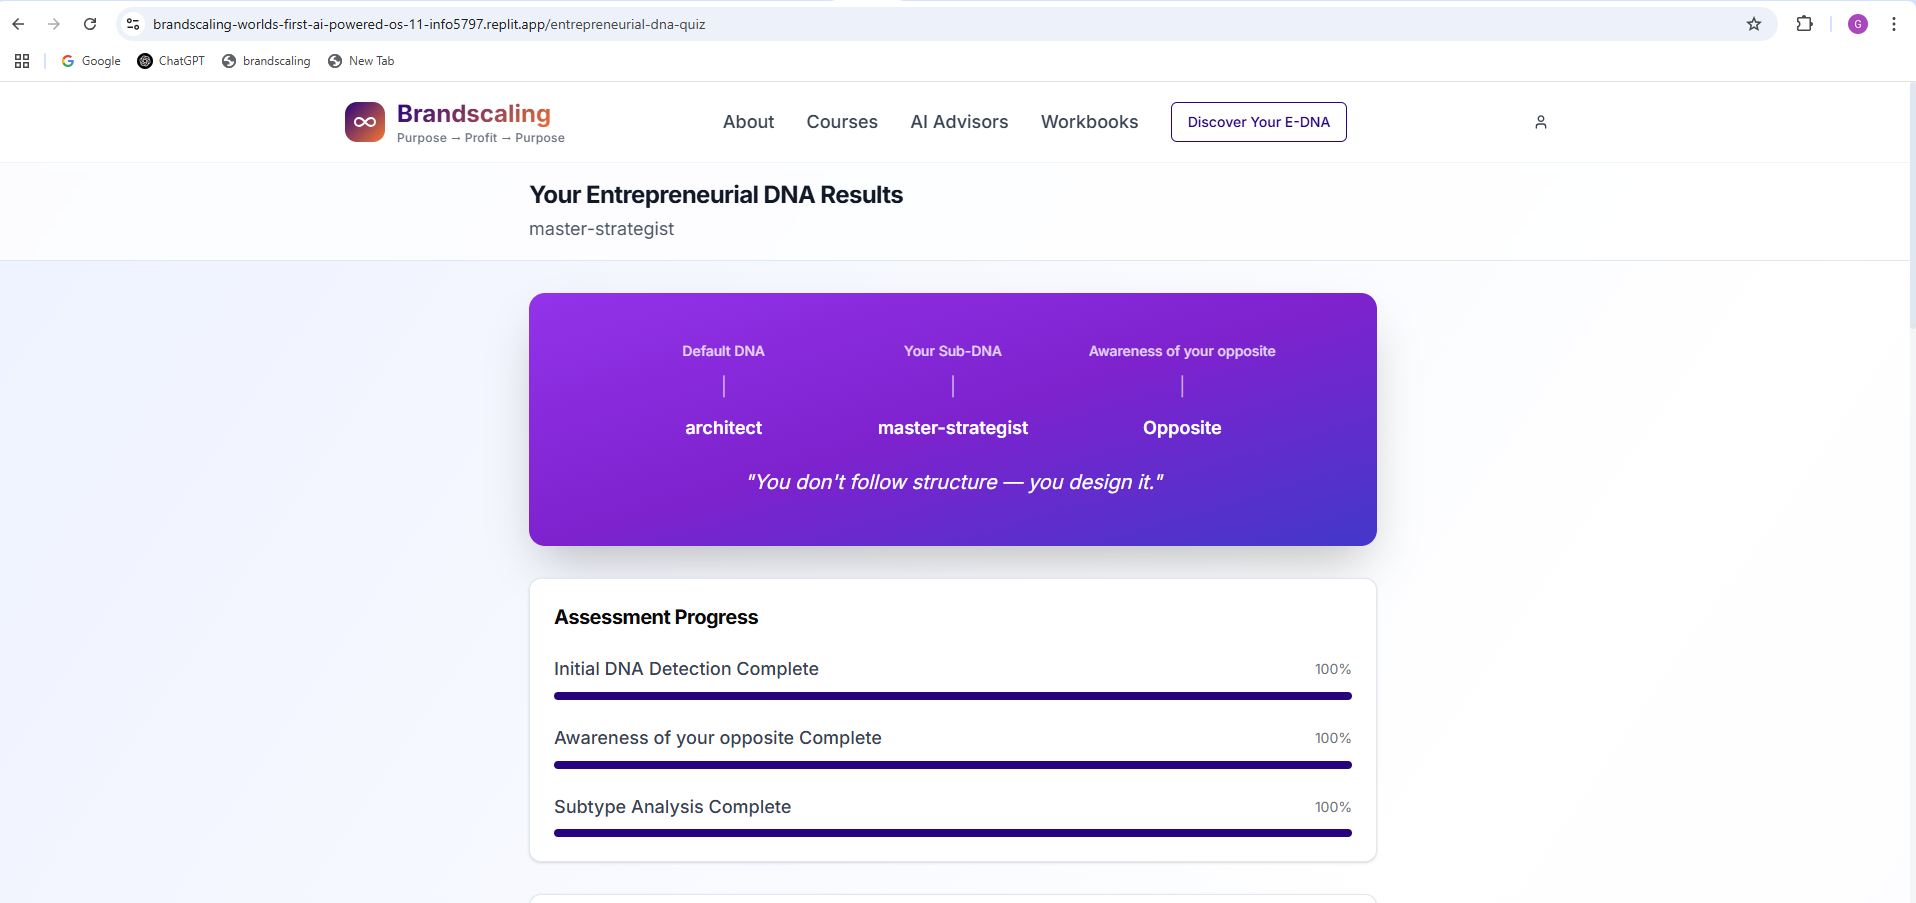 brandscaling-worlds-first-ai-powered-os-11-info5797.replit.app/entrepreneurial-dna-quiz
G
Google
ChatGPT
brandscaling
New Tab
Brandscaling
Purpose → Profit → Purpose
About
Courses
AI Advisors
Workbooks
Discover Your E-DNA
Your Entrepreneurial DNA Results
master-strategist
Default DNA
Your Sub-DNA
Awareness of your opposite
architect
master-strategist
Opposite
"You don't follow structure — you design it."
Assessment Progress
Initial DNA Detection Complete 100%
Awareness of your opposite Complete 100%
Subtype Analysis Complete 100%